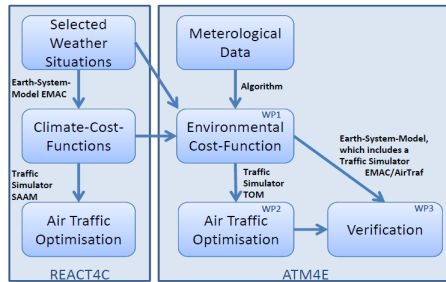 Selected
Weather
Situations
Earth-System-
Model EMAC
Climate-Cost-
Functions
Traffic
Simulator
SAAM
Air Traffic
Optimisation
REACT4C
Meterological
Data
Algorithm
WP1
Environmental
Cost-Function
Earth-System-Model,
which includes a
Traffic Simulator
EMAC/AirTraf
Traffic
Simulator
TOM
WP2
Air Traffic
Optimisation
WP3
Verification
ATM4E